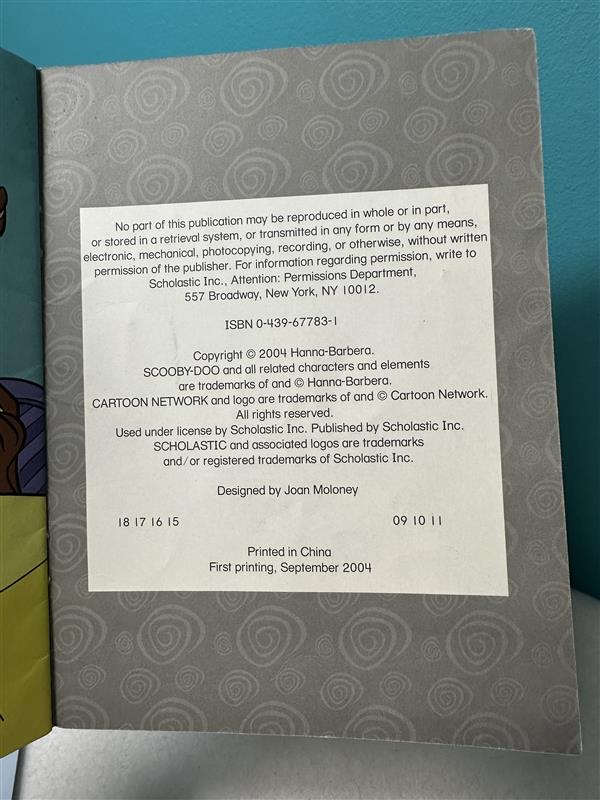 No part of this publication may be reproduced in whole or in part,
or stored in a retrieval system, or transmitted in any form or by any means,
electronic, mechanical, photocopying, recording, or otherwise, without written
permission of the publisher. For information regarding permission, write to
Scholastic Inc., Attention: Permissions Department,
557 Broadway, New York, NY 10012.
ISBN 0-439-67783-1
Copyright © 2004 Hanna-Barbera.
SCOOBY-DOO and all related characters and elements
are trademarks of and © Hanna-Barbera.
CARTOON NETWORK and logo are trademarks of and © Cartoon Network.
All rights reserved.
Used under license by Scholastic Inc. Published by Scholastic Inc.
SCHOLASTIC and associated logos are trademarks
and/or registered trademarks of Scholastic Inc.
Designed by Joan Moloney
18 17 16 15 09 10 11
Printed in China
First printing, September 2004